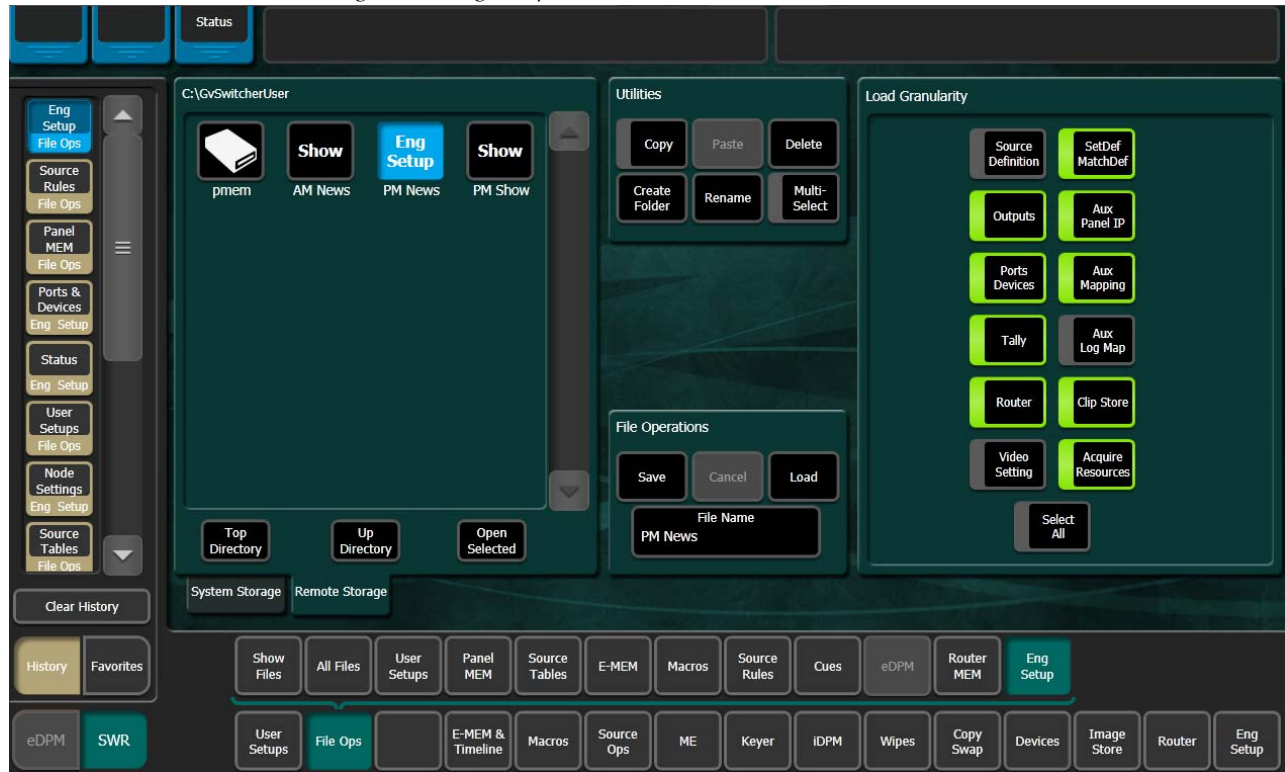 Status
Eng
Setup
File Ops
Source
Rules
File Ops
Panel
MEM
File Ops
Ports &
Devices
Eng Setup
Status
Eng Setup
User
Setups
File Ops
Node
Settings
Eng Setup
Source
Tables
File Ops
Clear History
History
Favorites
eDPM
SWR
C:\GvSwitcherUser
pmem
Show
AM News
Eng
Setup
PM News
Show
PM Show
Top
Directory
Up
Directory
Open
Selected
System Storage
Remote Storage
Utilities
Copy
Paste
Delete
Create
Folder
Rename
Multi-
Select
File Operations
Save
Cancel
Load
File Name
PM News
Load Granularity
Source
Definition
SetDef
MatchDef
Outputs
Aux
Panel IP
Ports
Devices
Aux
Mapping
Tally
Aux
Log Map
Router
Clip Store
Video
Setting
Acquire
Resources
Select
All
Show
Files
All Files
User
Setups
Panel
MEM
Source
Tables
E-MEM
Macros
Source
Rules
Cues
eDPM
Router
MEM
Eng
Setup
User
Setups
File Ops
E-MEM &
Timeline
Macros
Source
Ops
ME
Keyer
iDPM
Wipes
Copy
Swap
Devices
Image
Store
Router
Eng
Setup